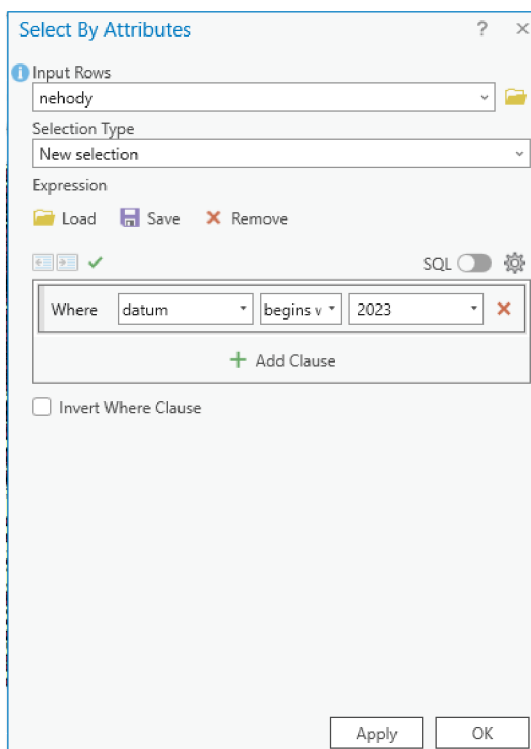 Select By Attributes ? ×
Input Rows
nehody
Selection Type
New selection
Expression
Load Save Remove
SQL
Where datum begins v 2023
Add Clause
Invert Where Clause
Apply OK